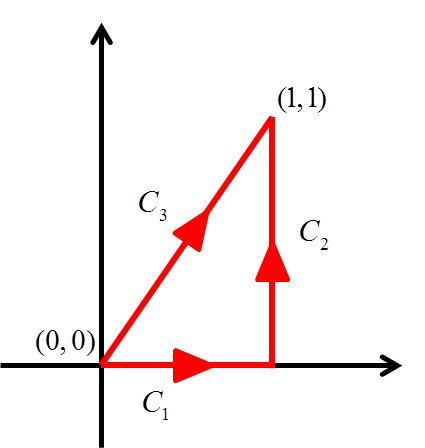 (1,1)
C₃
C₂
(0,0)
C₁